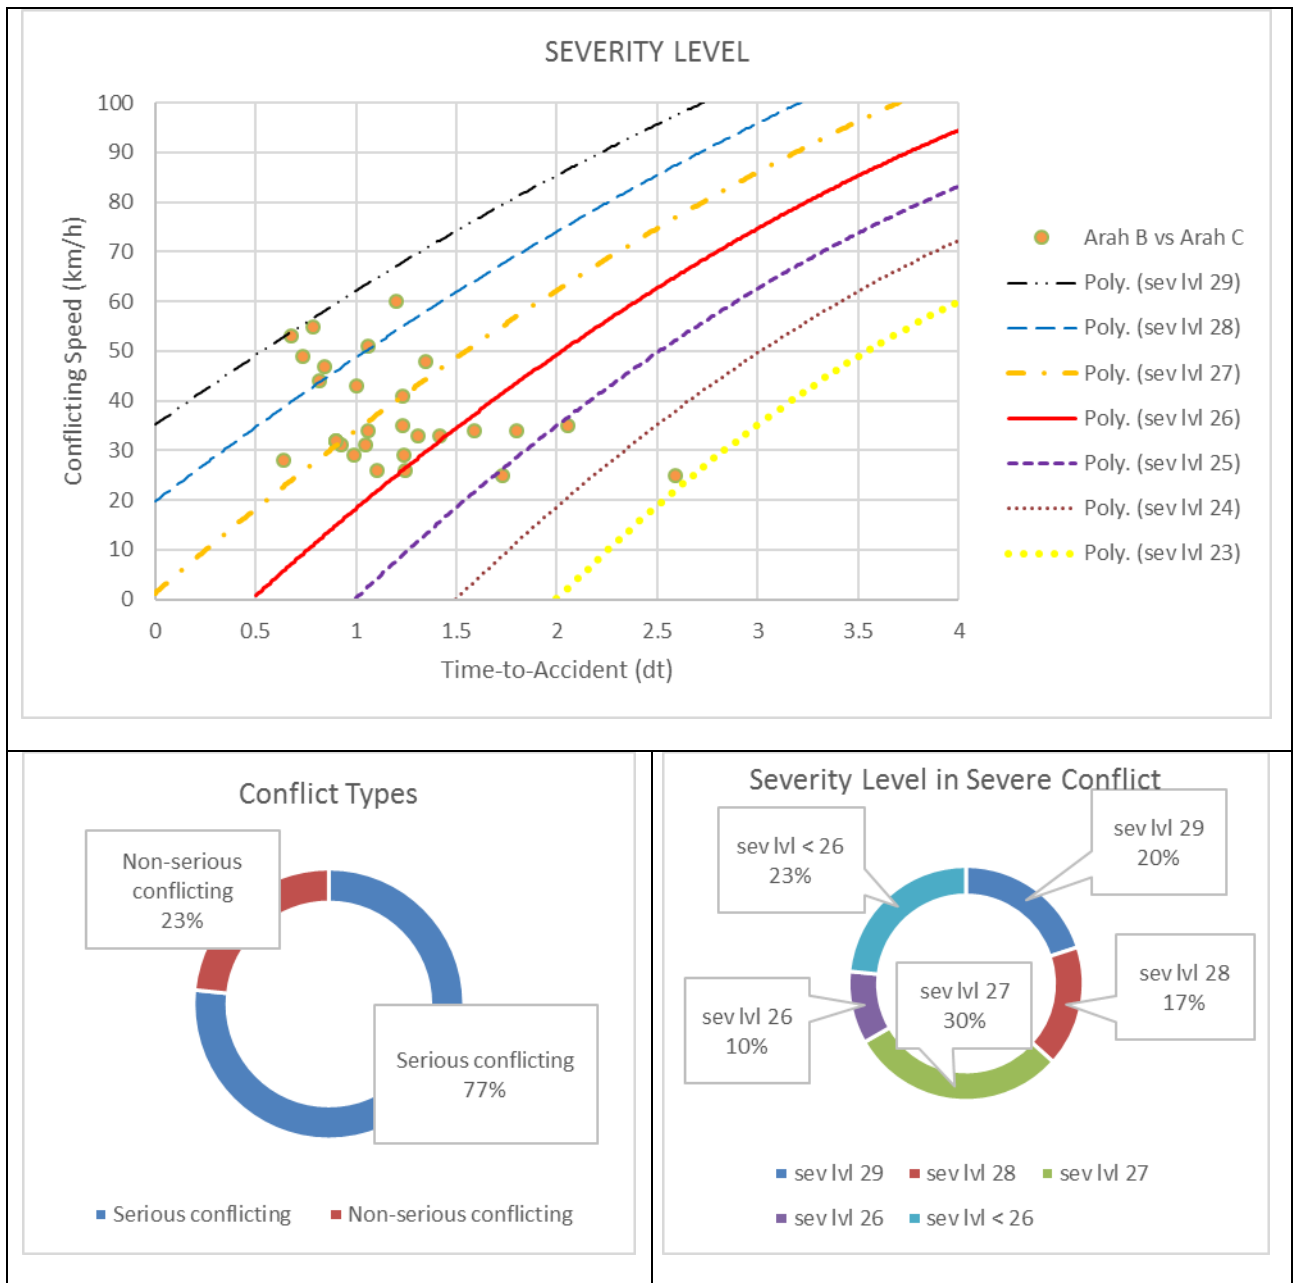 SEVERITY LEVEL
100
90
80
70
60
50
40
30
20
10
0
Conflicting Speed (km/h)
0
0.5
1
1.5
2
2.5
3
3.5
4
Time-to-Accident (dt)
Arah B vs Arah C
Poly. (sev lvl 29)
Poly. (sev lvl 28)
Poly. (sev lvl 27)
Poly. (sev lvl 26)
Poly. (sev lvl 25)
Poly. (sev lvl 24)
Poly. (sev lvl 23)
Conflict Types
Non-serious
conflicting
23%
Serious conflicting
77%
Serious conflicting
Non-serious conflicting
Severity Level in Severe Conflict
sev lvl 29
20%
sev lvl < 26
23%
sev lvl 28
17%
sev lvl 27
30%
sev lvl 26
10%
sev lvl 29
sev lvl 28
sev lvl 27
sev lvl 26
sev lvl < 26